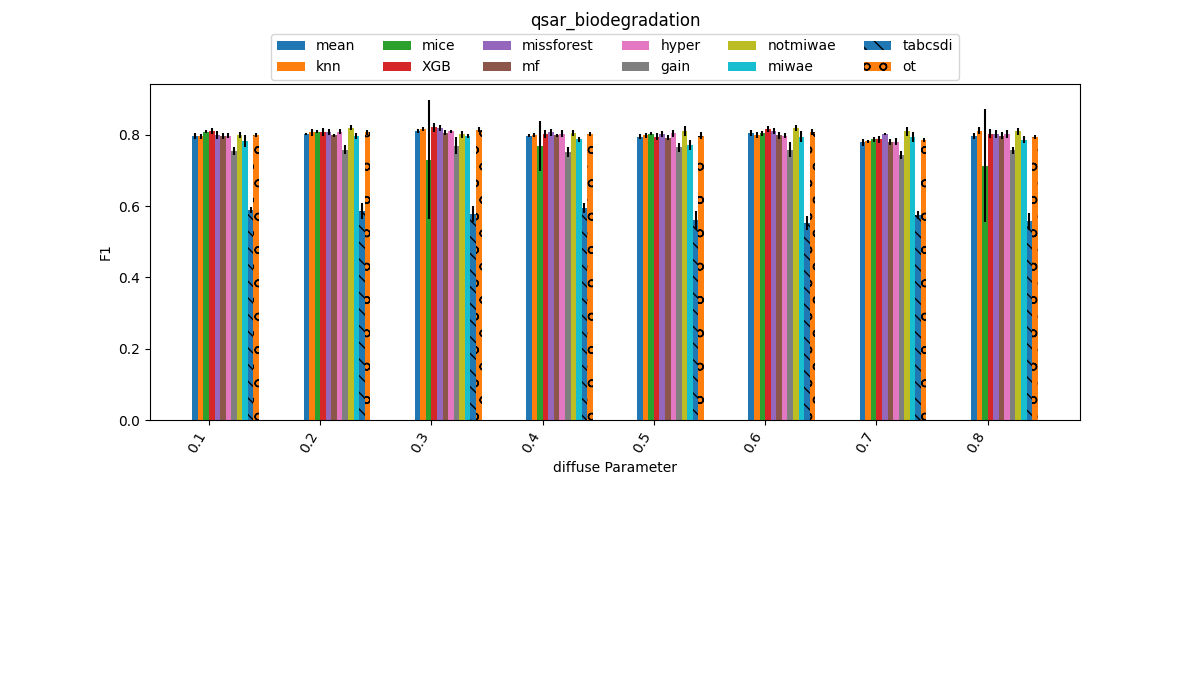 qsar_biodegradation
mean mice missforest hyper notmiwae tabcsdi
knn XGB mf gain miwae ot
F1
0.8
0.6
0.4
0.2
0.0
0.1 0.2 0.3 0.4 0.5 0.6 0.7 0.8
diffuse Parameter